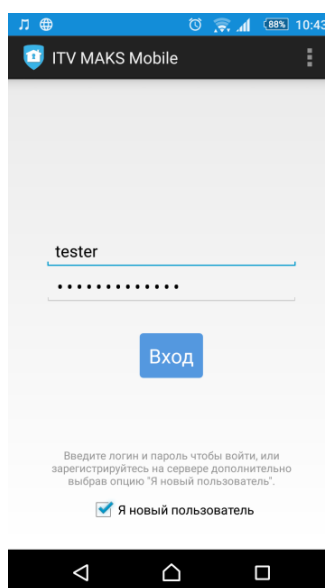 88% 10:43
ITV MAKS Mobile
tester
•••••••••••••
Вход
Введите логин и пароль чтобы войти, или
зарегистрируйтесь на сервере дополнительно
выбрав опцию "Я новый пользователь".
Я новый пользователь